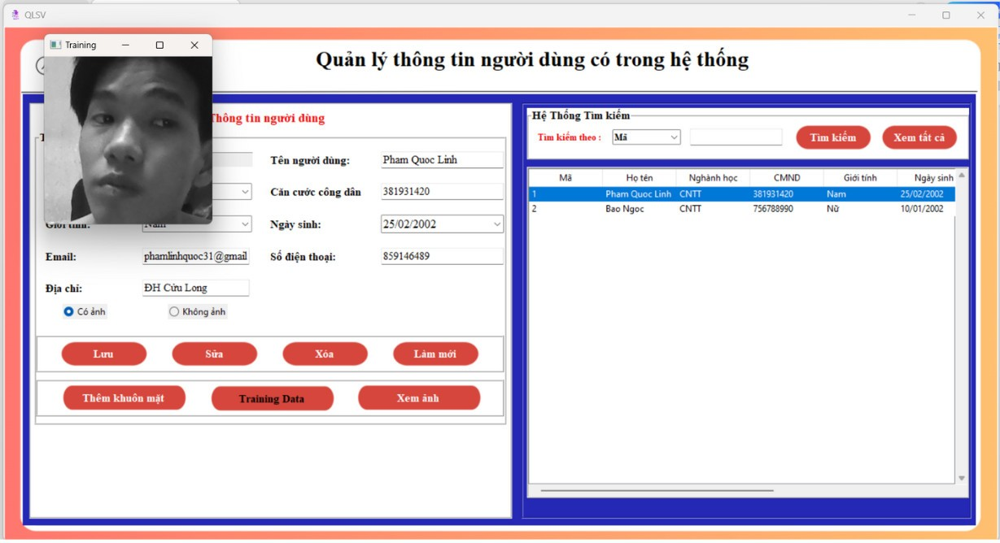 QLSV
Training
Quản lý thông tin người dùng có trong hệ thống
Thông tin người dùng
Tên người dùng: Pham Quoc Linh
Căn cước công dân 381931420
Giới tính: Nam Ngày sinh: 25/02/2002
Email: phamlinhquoc31@gmail Số điện thoại: 859146489
Địa chỉ: ĐH Cửu Long
Có ảnh Không ảnh
Lưu Sửa Xóa Làm mới
Thêm khuôn mặt Training Data Xem ảnh
Hệ Thống Tìm kiếm
Tìm kiếm theo : Mã Tìm kiếm Xem tất cả
Mã Họ tên Nghành học CMND Giới tính Ngày sinh
1 Pham Quoc Linh CNTT 381931420 Nam 25/02/2002
2 Bao Ngoc CNTT 756788990 Nữ 10/01/2002